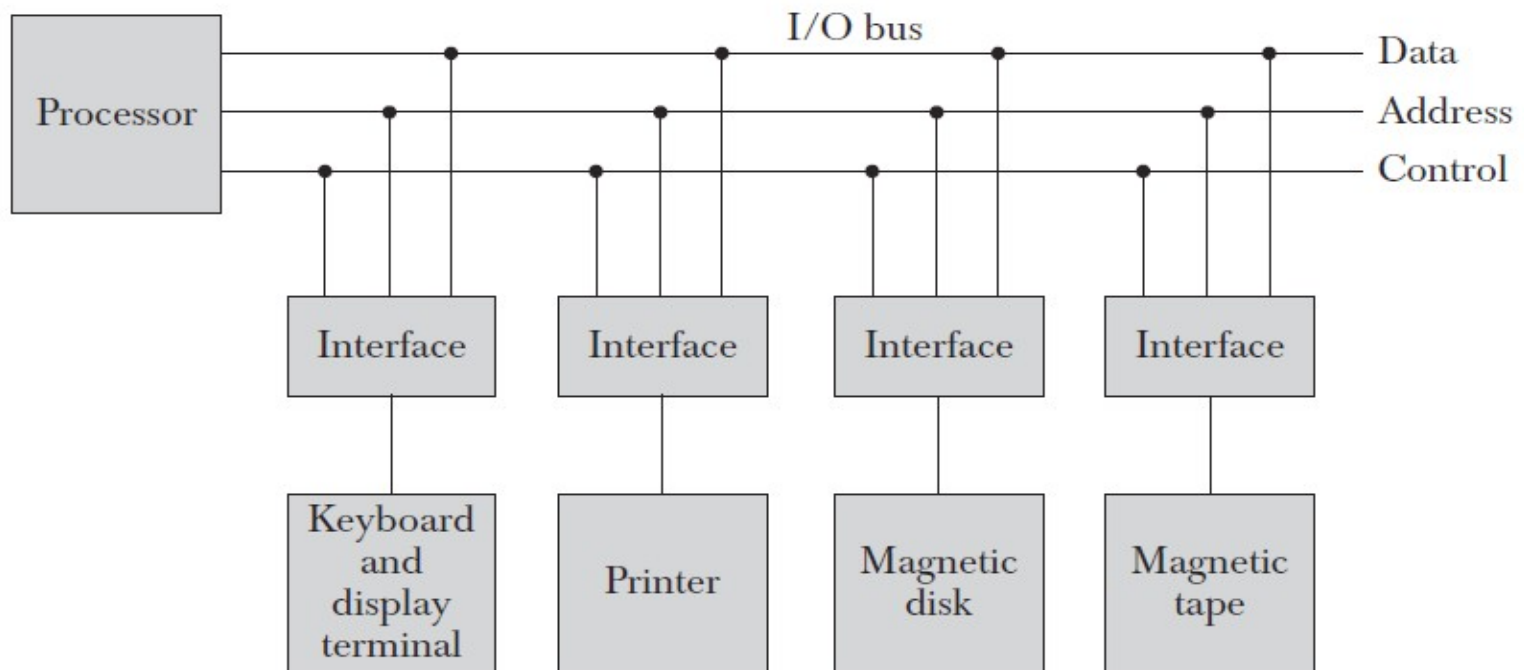 I/O bus
Data
Processor
Address
Control
Interface
Interface
Interface
Interface
Keyboard
and
display
terminal
Printer
Magnetic
disk
Magnetic
tape